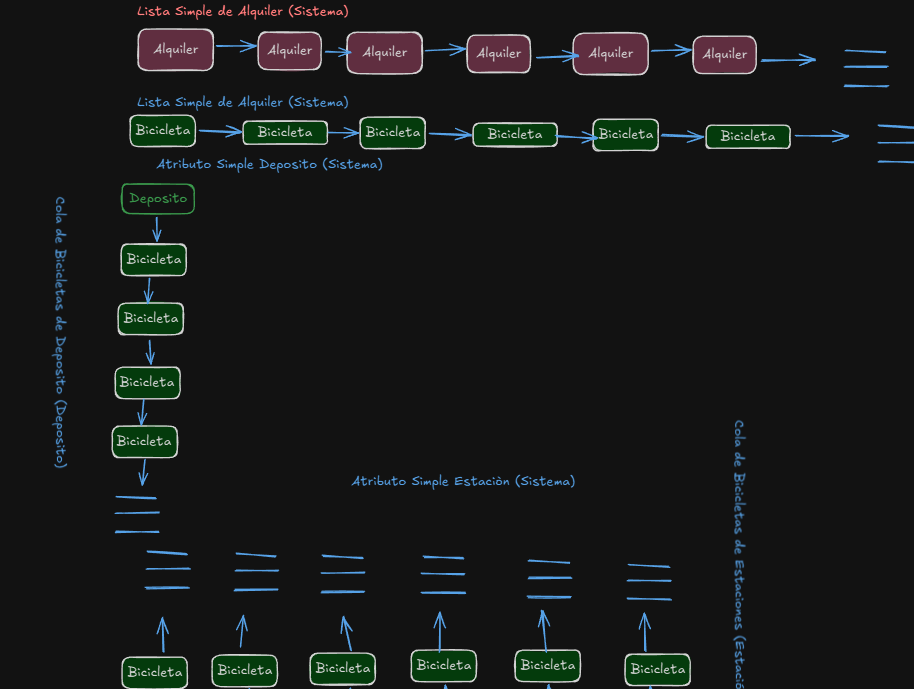 Lista Simple de Alquiler (Sistema)
Alquiler Alquiler Alquiler Alquiler Alquiler Alquiler
Lista Simple de Alquiler (Sistema)
Bicicleta Bicicleta Bicicleta Bicicleta Bicicleta Bicicleta
Atributo Simple Deposito (Sistema)
Deposito
Cola de Bicicletas de Deposito (Deposito)
Bicicleta
Bicicleta
Bicicleta
Bicicleta
Atributo Simple Estaciòn (Sistema)
Cola de Bicicletas de Estaciones (Estació
Bicicleta Bicicleta Bicicleta Bicicleta Bicicleta Bicicleta